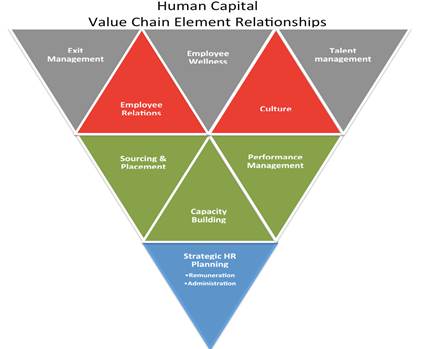 Human Capital
Value Chain Element Relationships
Exit
Management
Employee
Wellness
Talent
management
Employee
Relations
Culture
Sourcing &
Placement
Performance
Management
Capacity
Building
Strategic HR
Planning
•Remuneration
•Administration